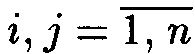 i, j = \overline{1, n}